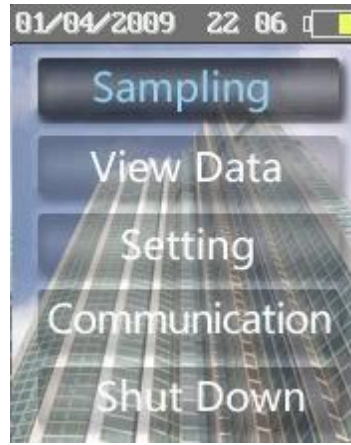 01/04/2009 22 06
Sampling
View Data
Setting
Communication
Shut Down